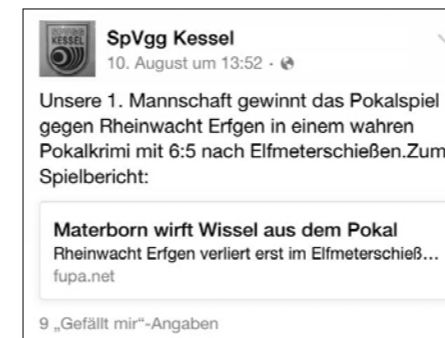 SPVGG
KESSEL
SpVgg Kessel
10. August um 13:52 ·
Unsere 1. Mannschaft gewinnt das Pokalspiel
gegen Rheinwacht Erfgen in einem wahren
Pokalkrimi mit 6:5 nach Elfmeterschießen.Zum
Spielbericht:
Materborn wirft Wissel aus dem Pokal
Rheinwacht Erfgen verliert erst im Elfmeterschieß...
fupa.net
9 „Gefällt mir“-Angaben